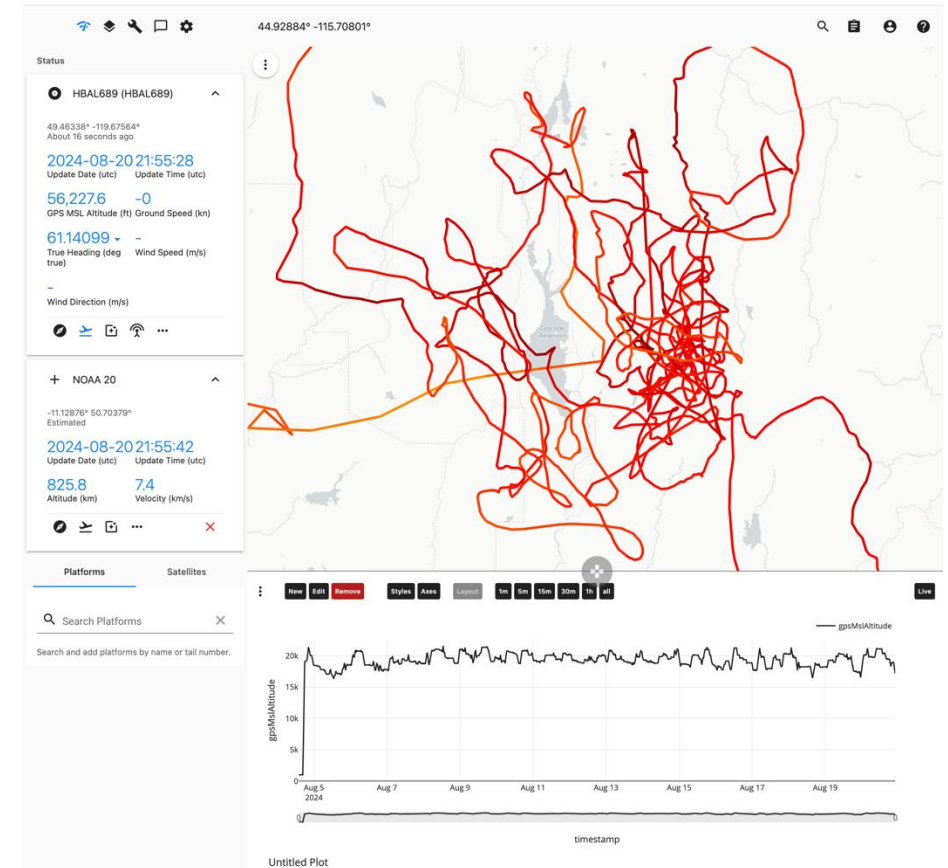 44.92884° -115.70801°
Status
HBAL689 (HBAL689)
49.46338° -119.67564°
About 16 seconds ago
2024-08-20 21:55:28
Update Date (utc) Update Time (utc)
56,227.6 -0
GPS MSL Altitude (ft) Ground Speed (kn)
61.14099 -
True Heading (deg true) Wind Speed (m/s)
-
Wind Direction (m/s)
NOAA 20
-11.12876° 50.70379°
Estimated
2024-08-20 21:55:42
Update Date (utc) Update Time (utc)
825.8 7.4
Altitude (km) Velocity (km/s)
Platforms Satellites
Search Platforms
Search and add platforms by name or tail number.
Cascade
Reservoir
New Edit Remove Styles Axes Layout 1m 5m 15m 30m 1h all Live
gpsMslAltitude
gpsMslAltitude
20k
15k
10k
5k
0
Aug 5 Aug 7 Aug 9 Aug 11 Aug 13 Aug 15 Aug 17 Aug 19
2024
timestamp
Untitled Plot